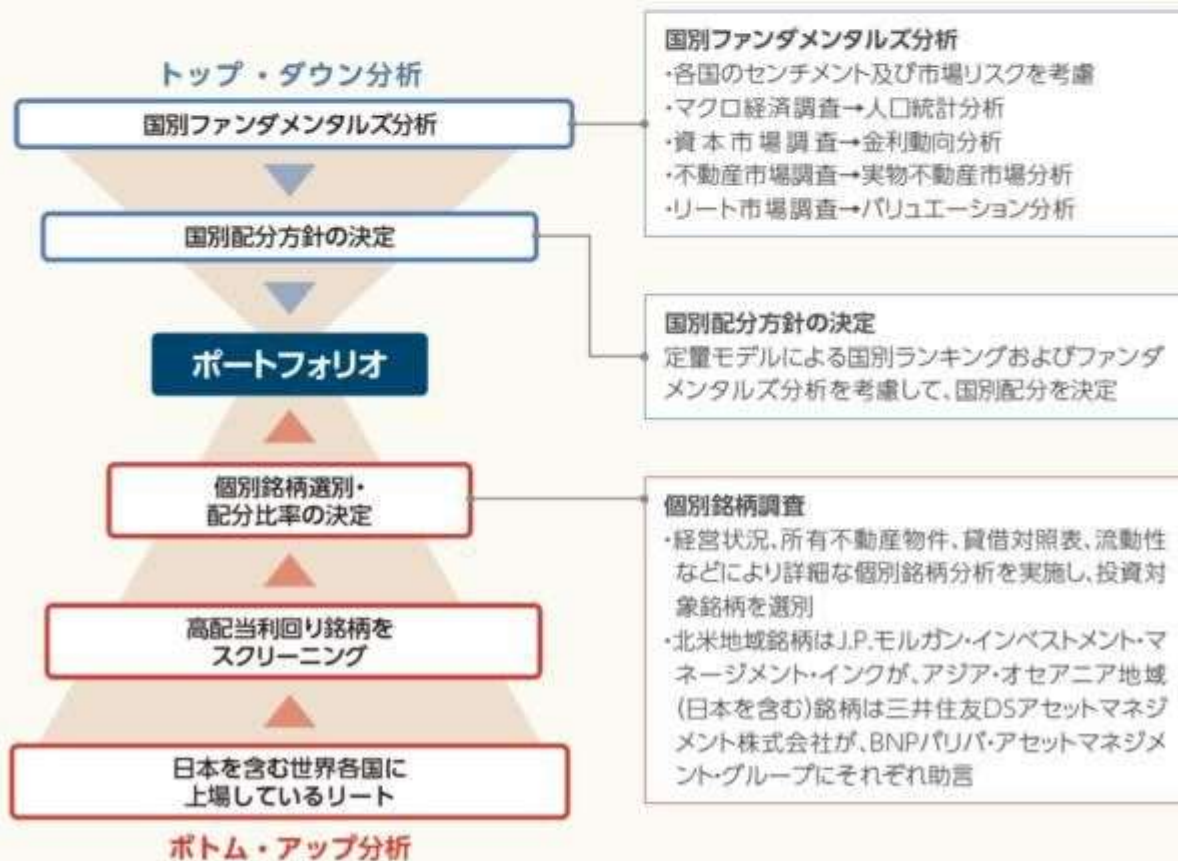 トップ・ダウン分析
国別ファンダメンタルズ分析
国別配分方針の決定
ポートフォリオ
個別銘柄選別・
配分比率の決定
高配当利回り銘柄を
スクリーニング
日本を含む世界各国に
上場しているリート
ボトム・アップ分析
国別ファンダメンタルズ分析
・各国のセンチメント及び市場リスクを考慮
・マクロ経済調査→人口統計分析
・資本市場調査→金利動向分析
・不動産市場調査→実物不動産市場分析
・リート市場調査→バリュエーション分析
国別配分方針の決定
定量モデルによる国別ランキングおよびファンダ
メンタルズ分析を考慮して、国別配分を決定
個別銘柄調査
・経営状況、所有不動産物件、貸借対照表、流動性
などにより詳細な個別銘柄分析を実施し、投資対
象銘柄を選別
・北米地域銘柄はJ.P.モルガン・インベストメント・マ
ネージメント・インクが、アジア・オセアニア地域
(日本を含む)銘柄は三井住友DSアセットマネジ
メント株式会社が、BNPパリバ・アセットマネジメ
ント・グループにそれぞれ助言